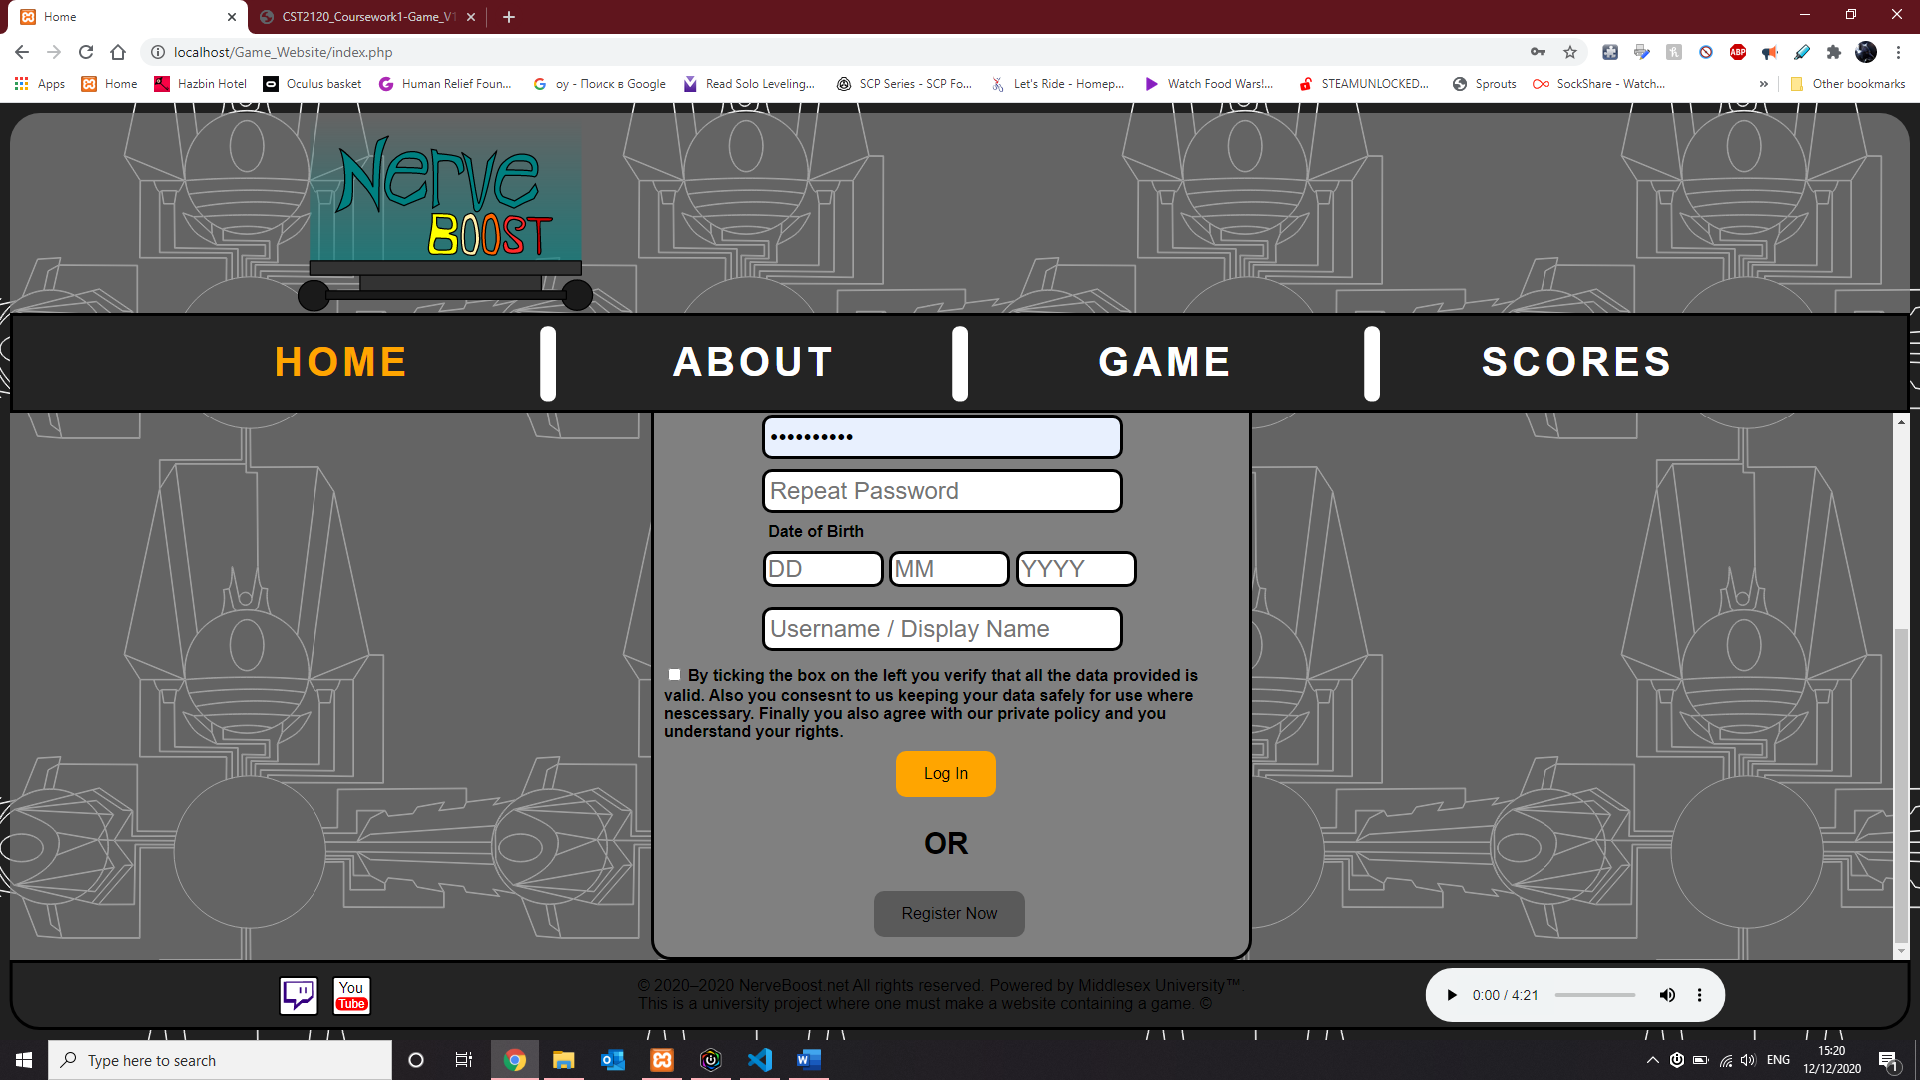 Home
CST2120_Coursework1-Game_V1
localhost/Game_Website/index.php
Apps
Home
Hazbin Hotel
Oculus basket
Human Relief Foun...
oy - Поиск в Google
Read Solo Leveling...
SCP Series - SCP Fo...
Let's Ride - Homep...
Watch Food Wars!...
STEAMUNLOCKED...
Sprouts
SockShare - Watch...
»
Other bookmarks
ABP
Nerve
BOOST
HOME
ABOUT
GAME
SCORES
••••••••••
Repeat Password
Date of Birth
DD
MM
YYYY
Username / Display Name
By ticking the box on the left you verify that all the data provided is
valid. Also you consesnt to us keeping your data safely for use where
nescessary. Finally you also agree with our private policy and you
understand your rights.
Log In
OR
Register Now
You
Tube
© 2020–2020 NerveBoost.net All rights reserved. Powered by Middlesex University™.
This is a university project where one must make a website containing a game. ©
0:00 / 4:21
Type here to search
ENG
15:20
12/12/2020
1